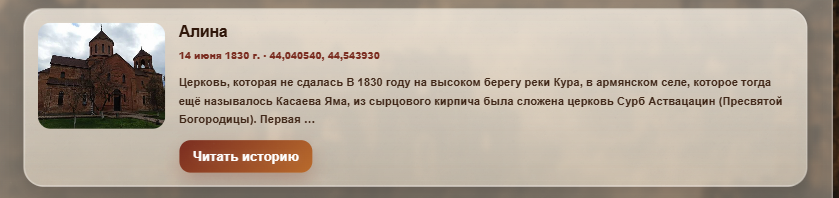 Алина
14 июня 1830 г. · 44,040540, 44,543930
Церковь, которая не сдалась В 1830 году на высоком берегу реки Кура, в армянском селе, которое тогда
ещё называлось Касаева Яма, из сырцового кирпича была сложена церковь Сурб Аствацацин (Пресвятой
Богородицы). Первая ...
Читать историю